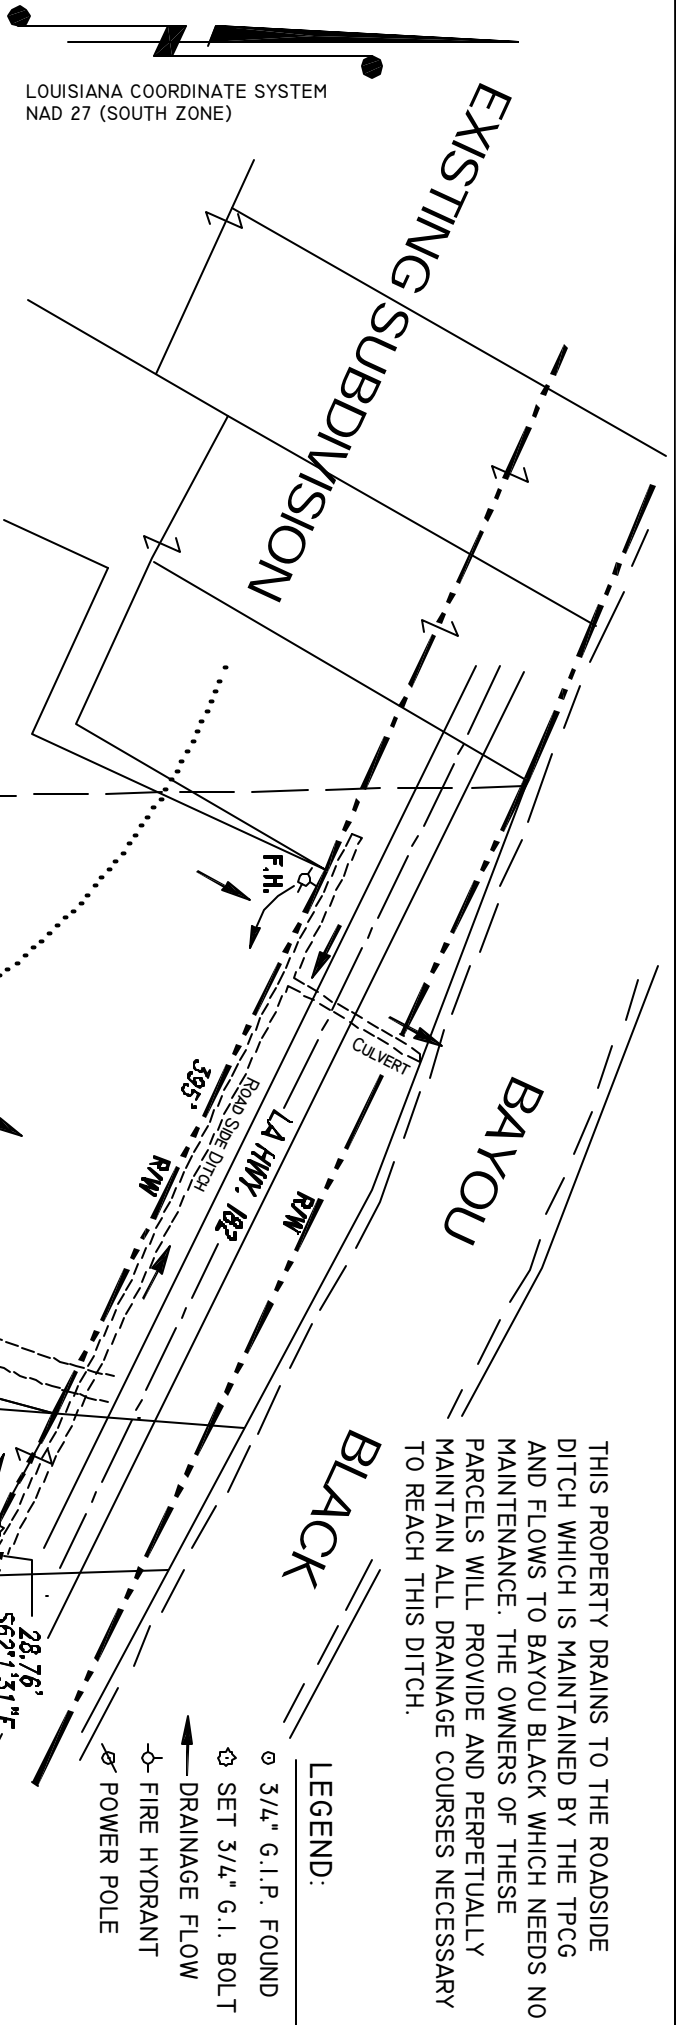 LOUISIANA COORDINATE SYSTEM
NAD 27 (SOUTH ZONE)
EXISTING SUBDIVISION
F.H.
CULVERT
395'
ROAD SIDE DITCH
LA HWY. 182
R/W
R/W
BAYOU
BLACK
THIS PROPERTY DRAINS TO THE ROADSIDE
DITCH WHICH IS MAINTAINED BY THE TPCG
AND FLOWS TO BAYOU BLACK WHICH NEEDS NO
MAINTENANCE. THE OWNERS OF THESE
PARCELS WILL PROVIDE AND PERPETUALLY
MAINTAIN ALL DRAINAGE COURSES NECESSARY
TO REACH THIS DITCH.
28.76'
S62°1'31"E
LEGEND:
3/4" G.I.P. FOUND
SET 3/4" G.I. BOLT
DRAINAGE FLOW
FIRE HYDRANT
POWER POLE